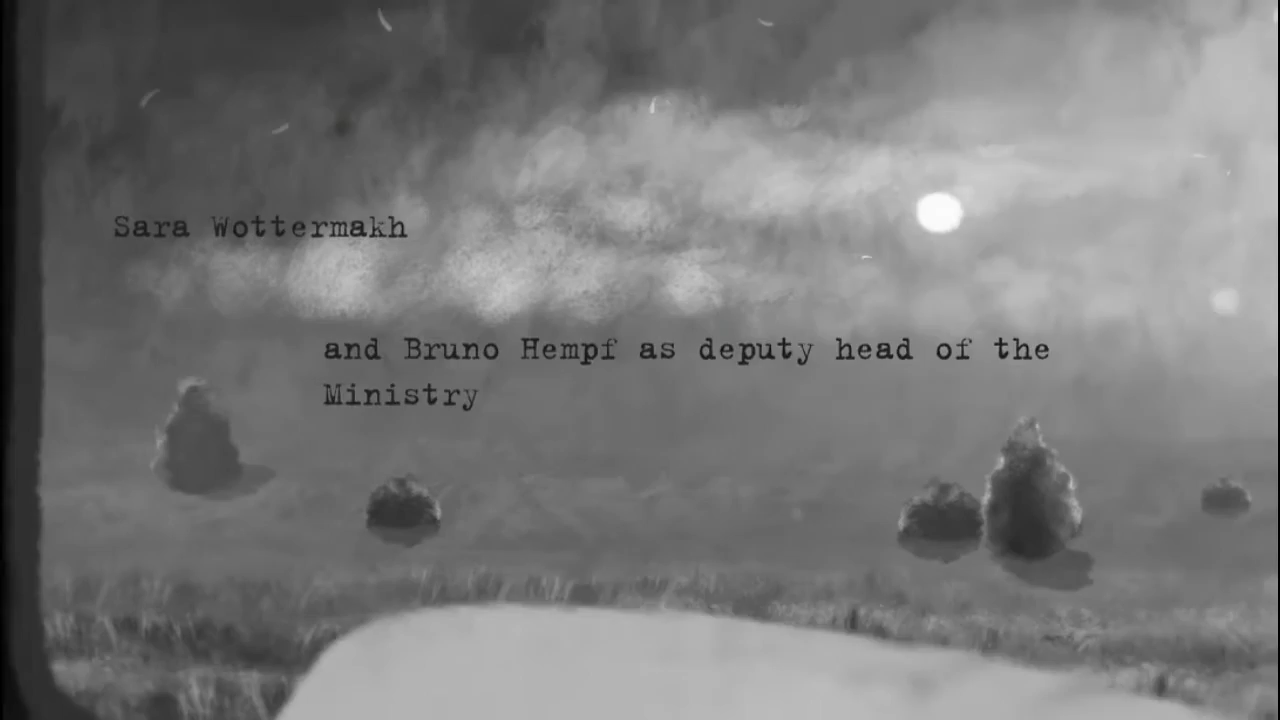 Sara Wottermakh
and Bruno Hempf as deputy head of the
Ministry